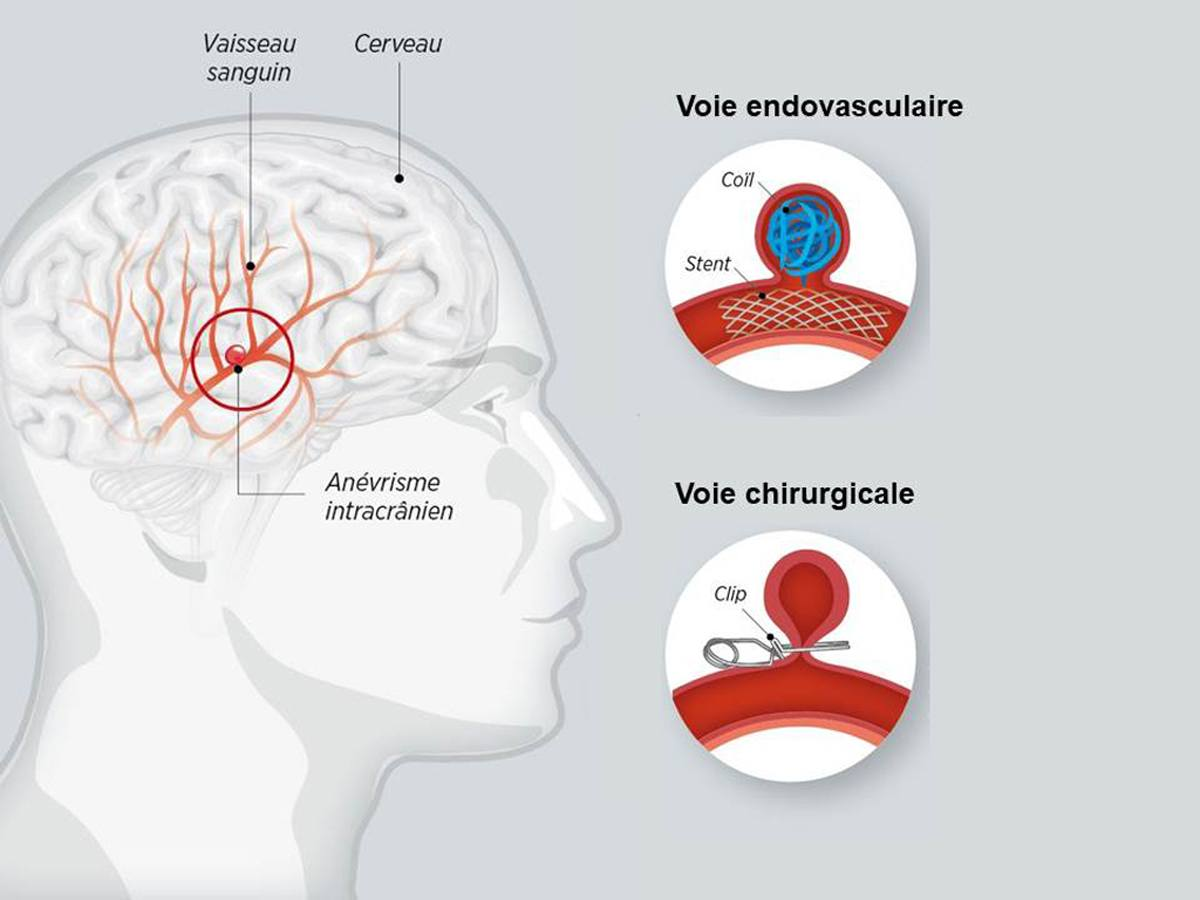 Vaisseau
sanguin
Cerveau
Anévrisme
intracrânien
Voie endovasculaire
Coïl
Stent
Voie chirurgicale
Clip